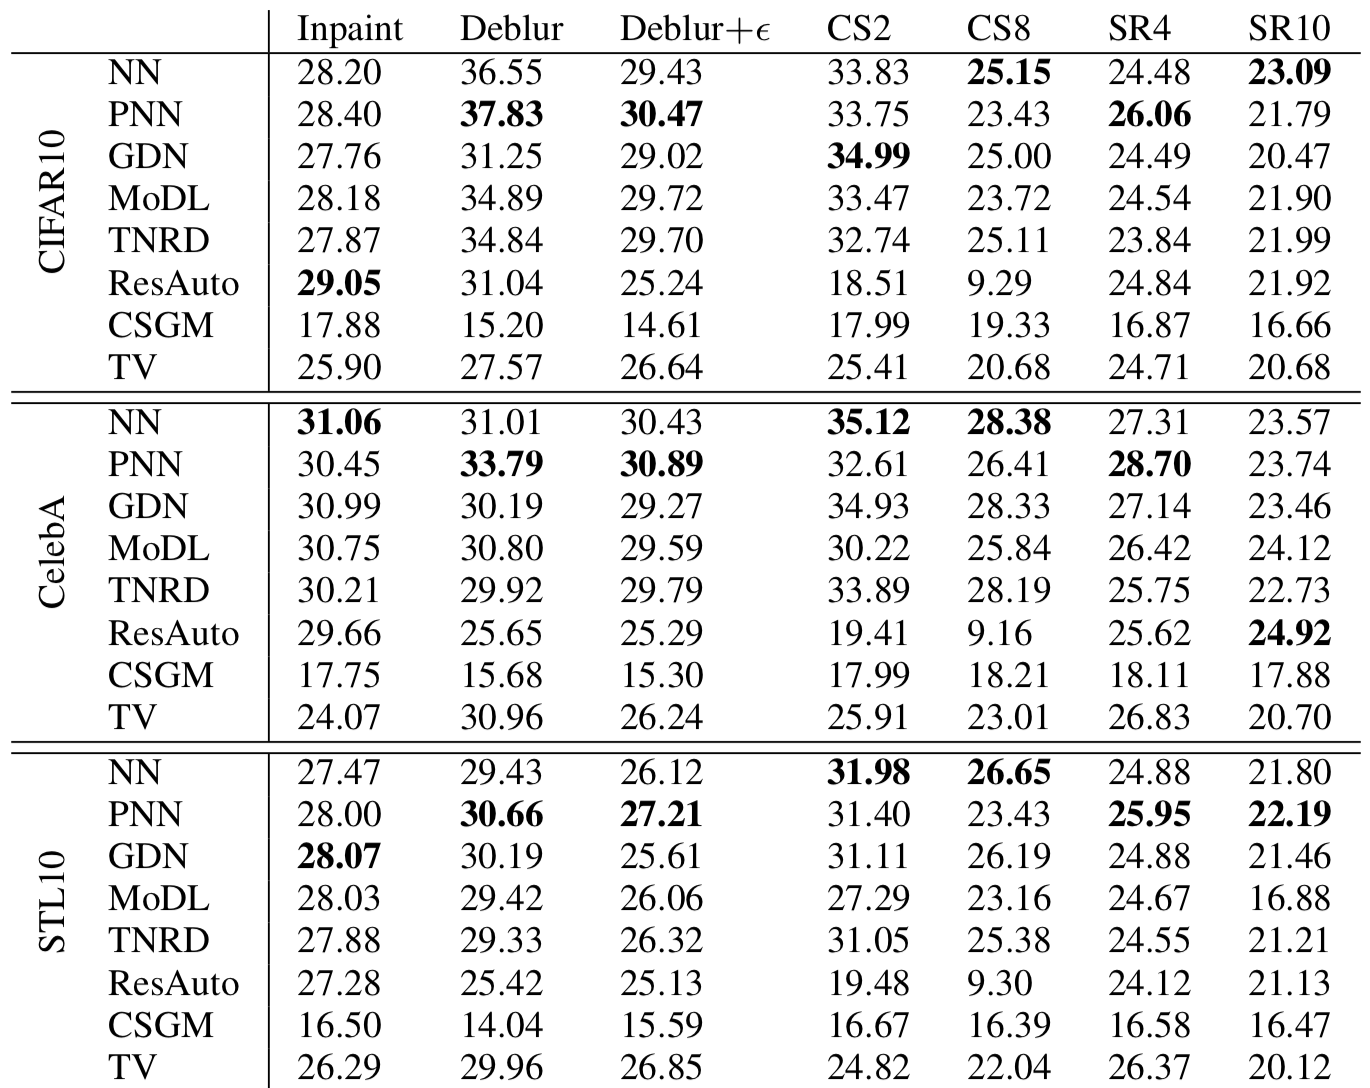 Inpaint Deblur Deblur+ϵ CS2 CS8 SR4 SR10
CIFAR10
NN 28.20 36.55 29.43 33.83 25.15 24.48 23.09
PNN 28.40 37.83 30.47 33.75 23.43 26.06 21.79
GDN 27.76 31.25 29.02 34.99 25.00 24.49 20.47
MoDL 28.18 34.89 29.72 33.47 23.72 24.54 21.90
TNRD 27.87 34.84 29.70 32.74 25.11 23.84 21.99
ResAuto 29.05 31.04 25.24 18.51 9.29 24.84 21.92
CSGM 17.88 15.20 14.61 17.99 19.33 16.87 16.66
TV 25.90 27.57 26.64 25.41 20.68 24.71 20.68
CelebA
NN 31.06 31.01 30.43 35.12 28.38 27.31 23.57
PNN 30.45 33.79 30.89 32.61 26.41 28.70 23.74
GDN 30.99 30.19 29.27 34.93 28.33 27.14 23.46
MoDL 30.75 30.80 29.59 30.22 25.84 26.42 24.12
TNRD 30.21 29.92 29.79 33.89 28.19 25.75 22.73
ResAuto 29.66 25.65 25.29 19.41 9.16 25.62 24.92
CSGM 17.75 15.68 15.30 17.99 18.21 18.11 17.88
TV 24.07 30.96 26.24 25.91 23.01 26.83 20.70
STL10
NN 27.47 29.43 26.12 31.98 26.65 24.88 21.80
PNN 28.00 30.66 27.21 31.40 23.43 25.95 22.19
GDN 28.07 30.19 25.61 31.11 26.19 24.88 21.46
MoDL 28.03 29.42 26.06 27.29 23.16 24.67 16.88
TNRD 27.88 29.33 26.32 31.05 25.38 24.55 21.21
ResAuto 27.28 25.42 25.13 19.48 9.30 24.12 21.13
CSGM 16.50 14.04 15.59 16.67 16.39 16.58 16.47
TV 26.29 29.96 26.85 24.82 22.04 26.37 20.12